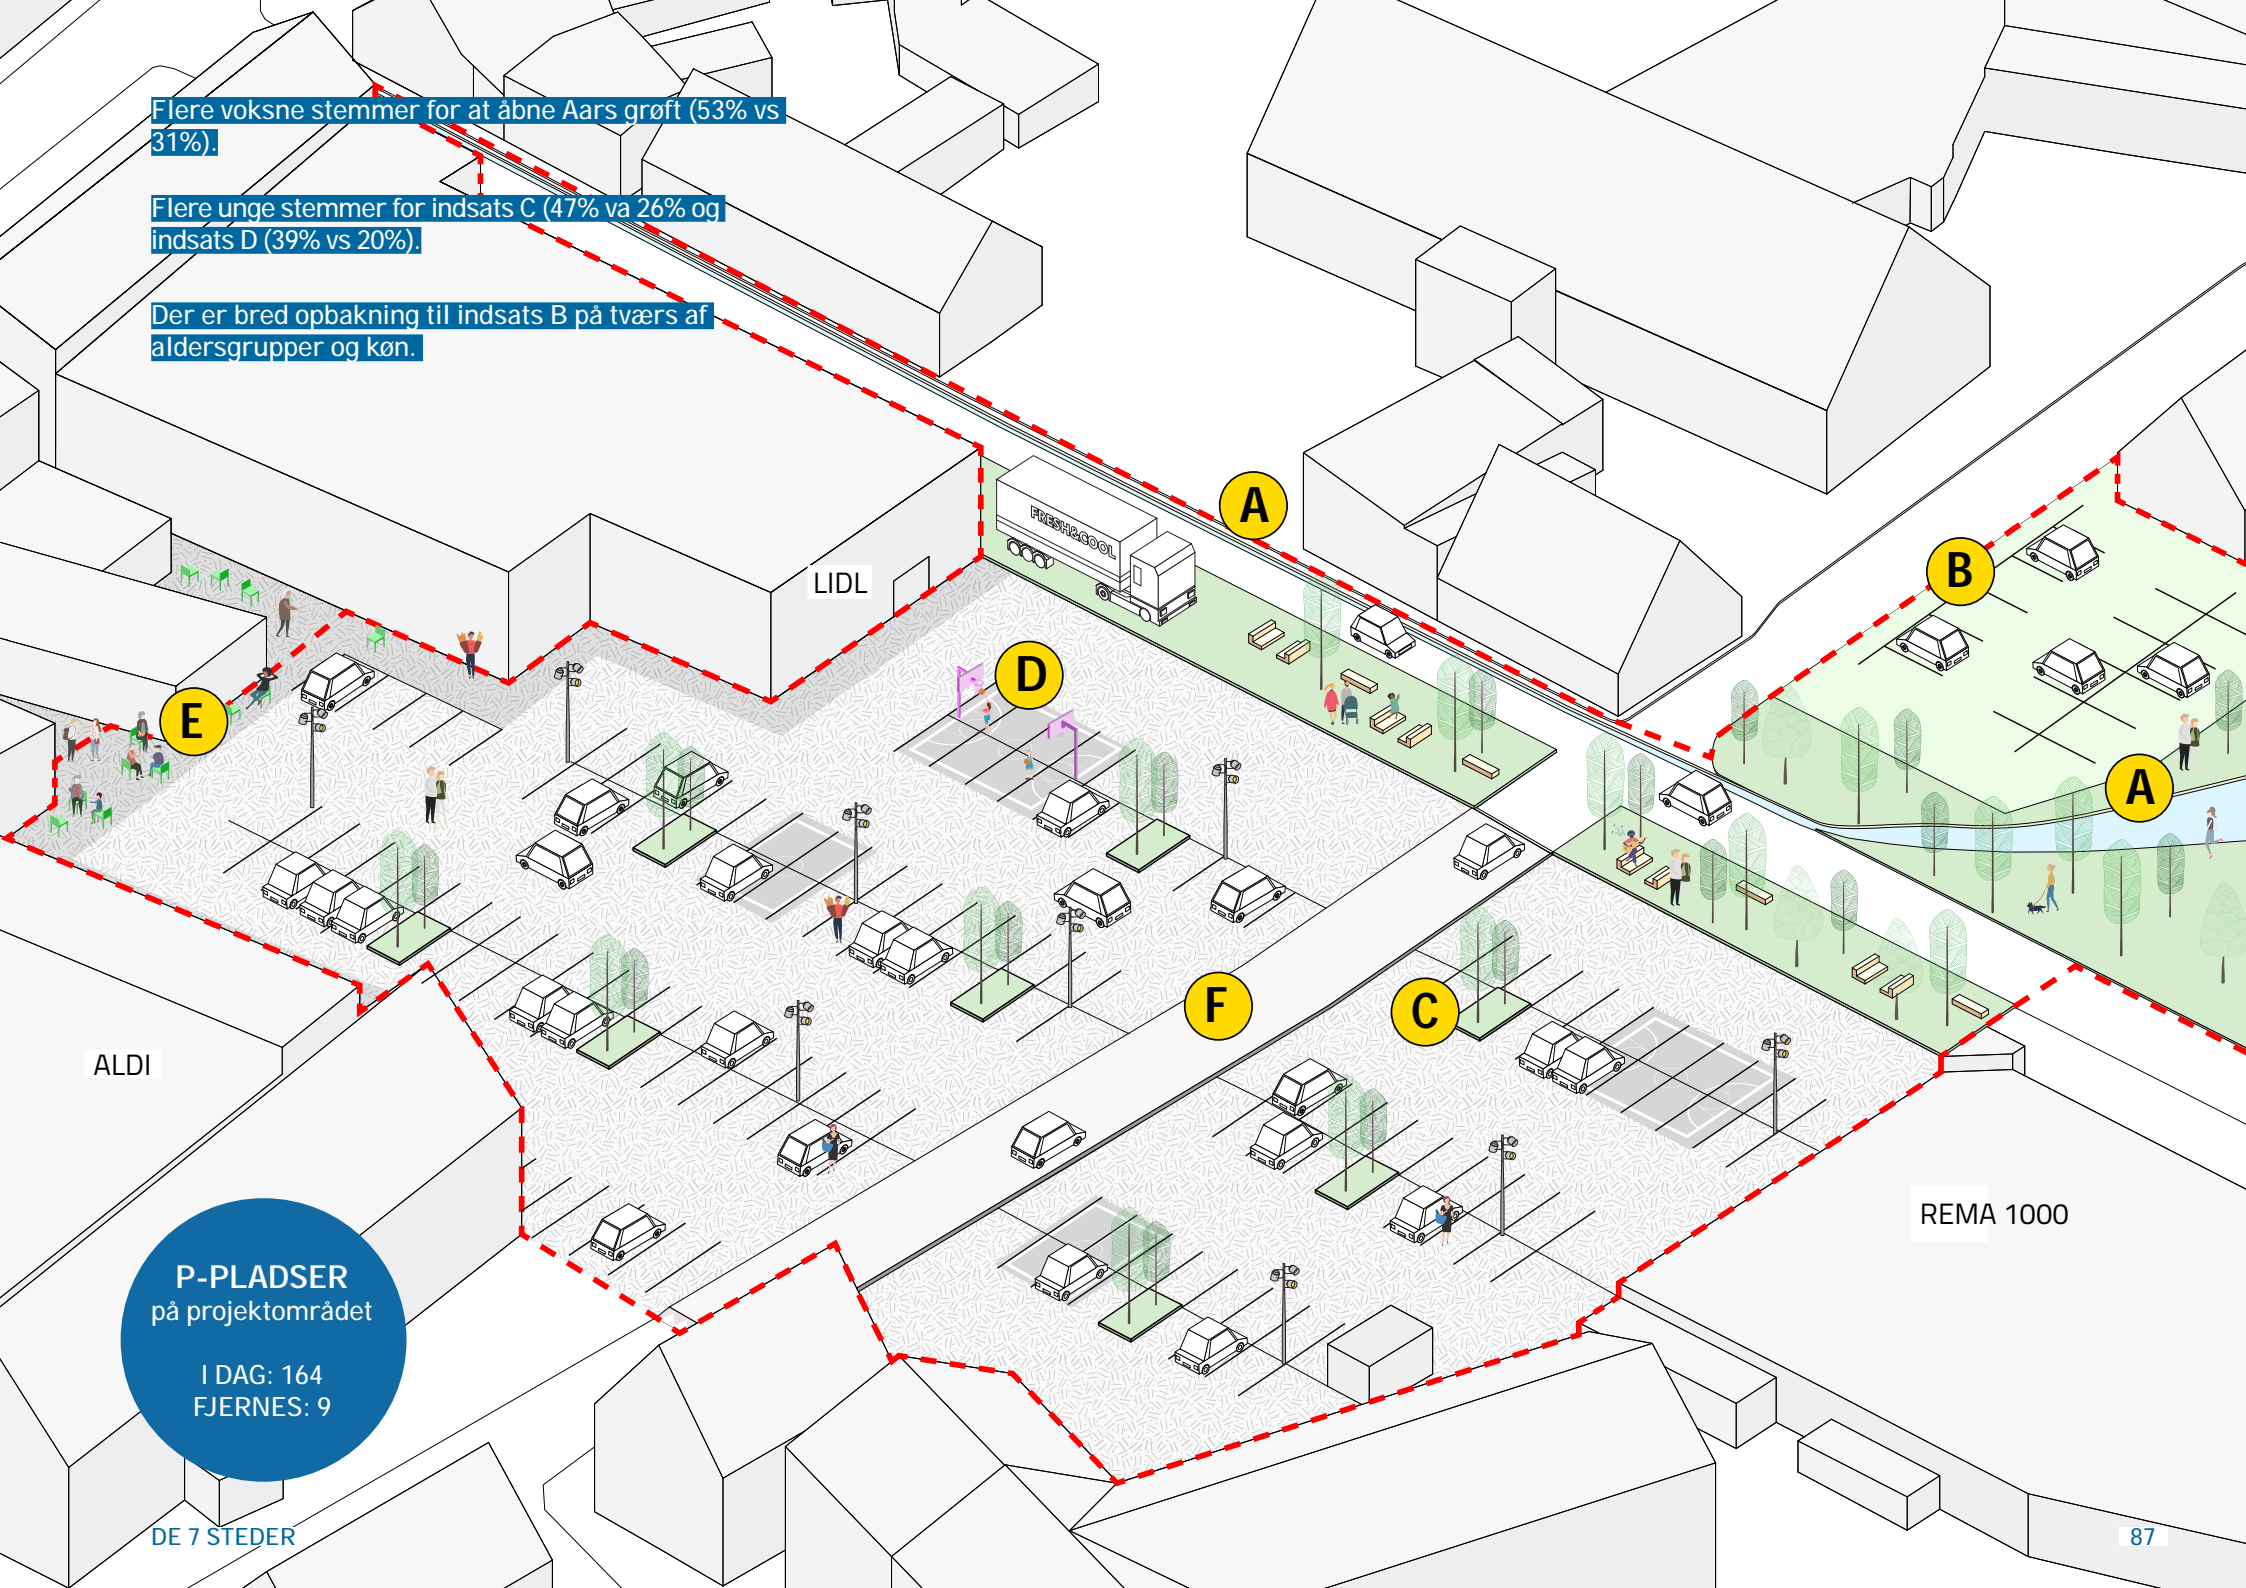 Flere voksne stemmer for at åbne Aars grøft (53% vs
31%).
Flere unge stemmer for indsats C (47% va 26% og
indsats D (39% vs 20%).
Der er bred opbakning til indsats B på tværs af
aldersgrupper og køn.
FRESH&COOL
A
B
LIDL
D
E
A
F
C
ALDI
REMA 1000
P-PLADSER
på projektområdet
I DAG: 164
FJERNES: 9
DE 7 STEDER
87